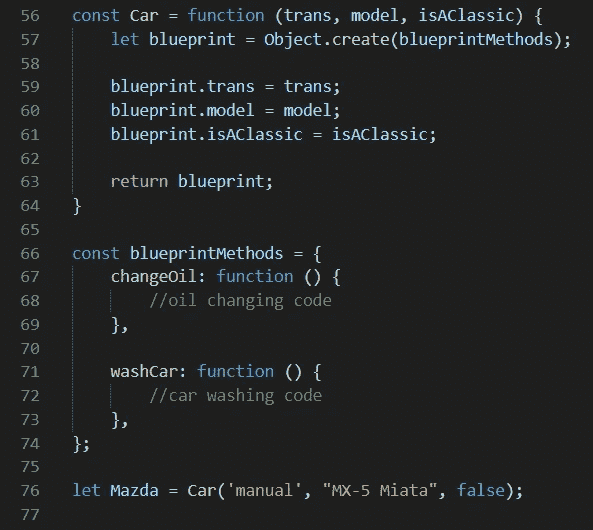 56 const Car = function (trans, model, isAClassic) {
57     let blueprint = Object.create(blueprintMethods);
58
59     blueprint.trans = trans;
60     blueprint.model = model;
61     blueprint.isAClassic = isAClassic;
62
63     return blueprint;
64 }
65
66 const blueprintMethods = {
67     changeOil: function () {
68         //oil changing code
69     },
70
71     washCar: function () {
72         //car washing code
73     },
74 };
75
76 let Mazda = Car('manual', "MX-5 Miata", false);
77